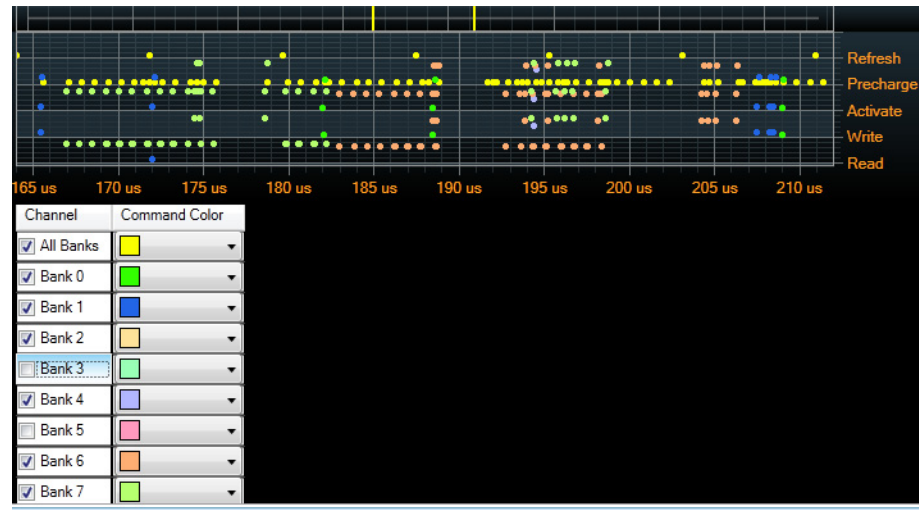 Refresh
Precharge
Activate
Write
Read
165 us 170 us 175 us 180 us 185 us 190 us 195 us 200 us 205 us 210 us
Channel Command Color
All Banks
Bank 0
Bank 1
Bank 2
Bank 3
Bank 4
Bank 5
Bank 6
Bank 7